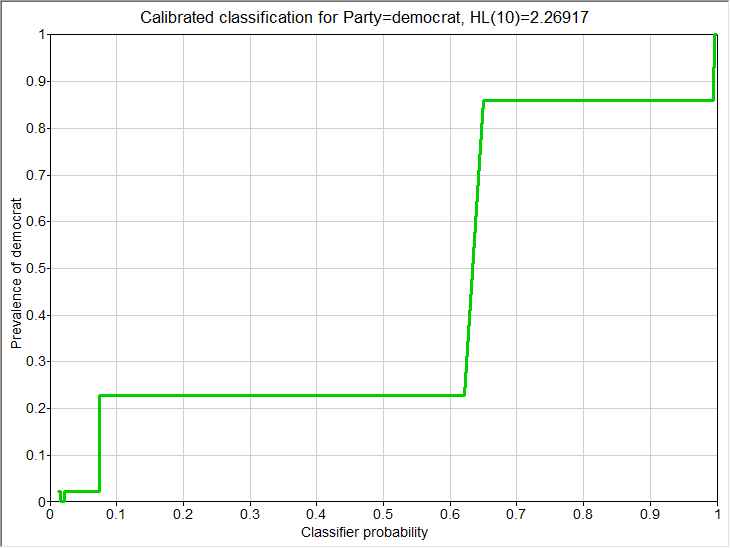 Calibrated classification for Party=democrat, HL(10)=2.26917
Prevalence of democrat
1
0.9
0.8
0.7
0.6
0.5
0.4
0.3
0.2
0.1
0
0 0.1 0.2 0.3 0.4 0.5 0.6 0.7 0.8 0.9 1
Classifier probability